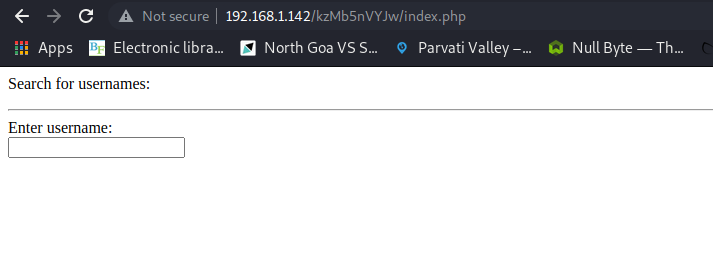 Not secure | 192.168.1.142/kzMb5nVYJw/index.php
Apps Electronic libra... North Goa VS S... Parvati Valley –... Null Byte — Th...
Search for usernames:
Enter username: